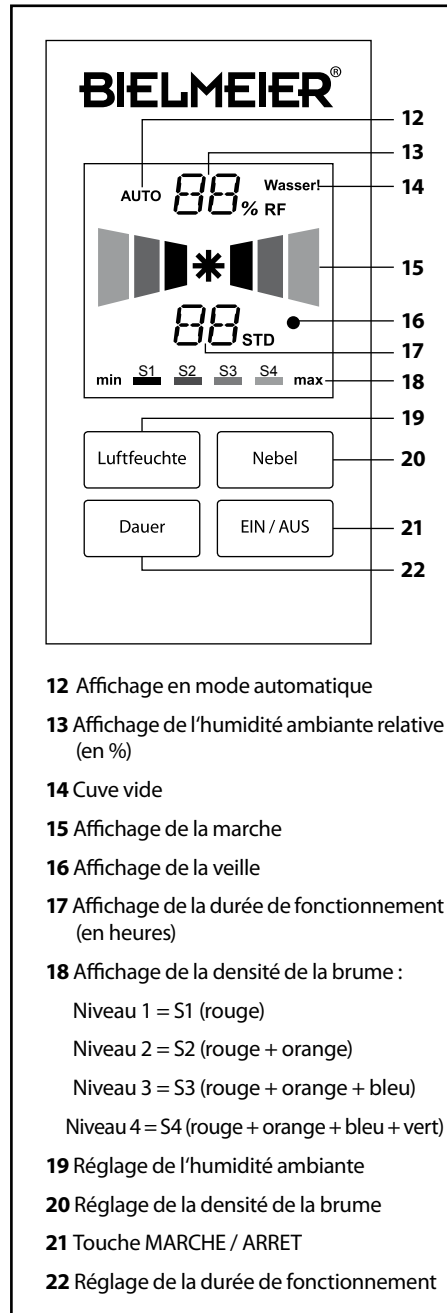 BIELMEIER®
12
13
AUTO 88 % RF Wasser!
14
15
16
88 STD
17
min S1 S2 S3 S4 max
18
19
Luftfeuchte Nebel
20
Dauer EIN / AUS
21
22
12 Affichage en mode automatique
13 Affichage de l‘humidité ambiante relative
(en %)
14 Cuve vide
15 Affichage de la marche
16 Affichage de la veille
17 Affichage de la durée de fonctionnement
(en heures)
18 Affichage de la densité de la brume :
Niveau 1 = S1 (rouge)
Niveau 2 = S2 (rouge + orange)
Niveau 3 = S3 (rouge + orange + bleu)
Niveau 4 = S4 (rouge + orange + bleu + vert)
19 Réglage de l‘humidité ambiante
20 Réglage de la densité de la brume
21 Touche MARCHE / ARRET
22 Réglage de la durée de fonctionnement